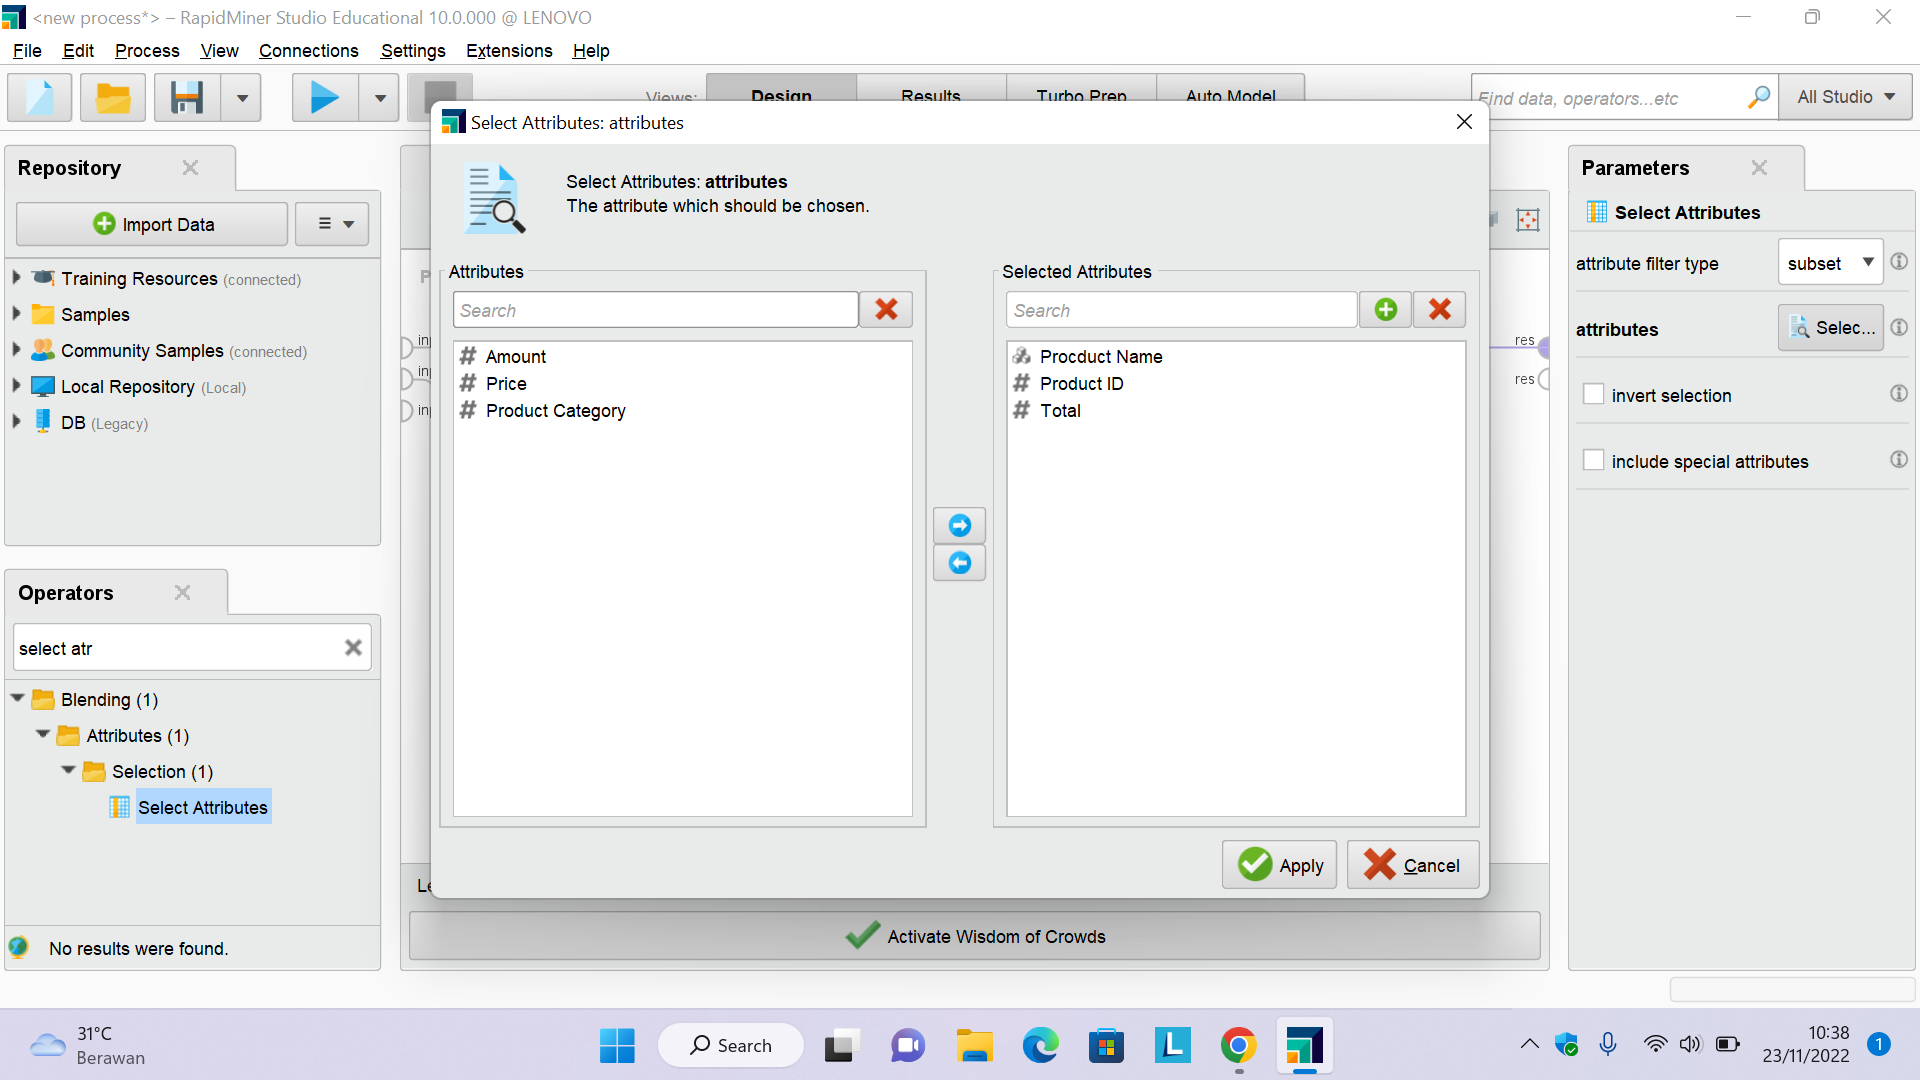 <new process*> – RapidMiner Studio Educational 10.0.000 @ LENOVO
File Edit Process View Connections Settings Extensions Help
Views: Design Results Turbo Prep Auto Model
Find data, operators...etc
All Studio
Repository
Import Data
Training Resources (connected)
Samples
Community Samples (connected)
Local Repository (Local)
DB (Legacy)
Operators
select atr
Blending (1)
Attributes (1)
Selection (1)
Select Attributes
No results were found.
Select Attributes: attributes
Select Attributes: attributes
The attribute which should be chosen.
Attributes
Search
# Amount
# Price
# Product Category
Selected Attributes
Search
Procduct Name
# Product ID
# Total
Apply
Cancel
res
res
Activate Wisdom of Crowds
Parameters
Select Attributes
attribute filter type
subset
attributes
Selec...
invert selection
include special attributes
31°C
Berawan
Search
10:38
23/11/2022
1